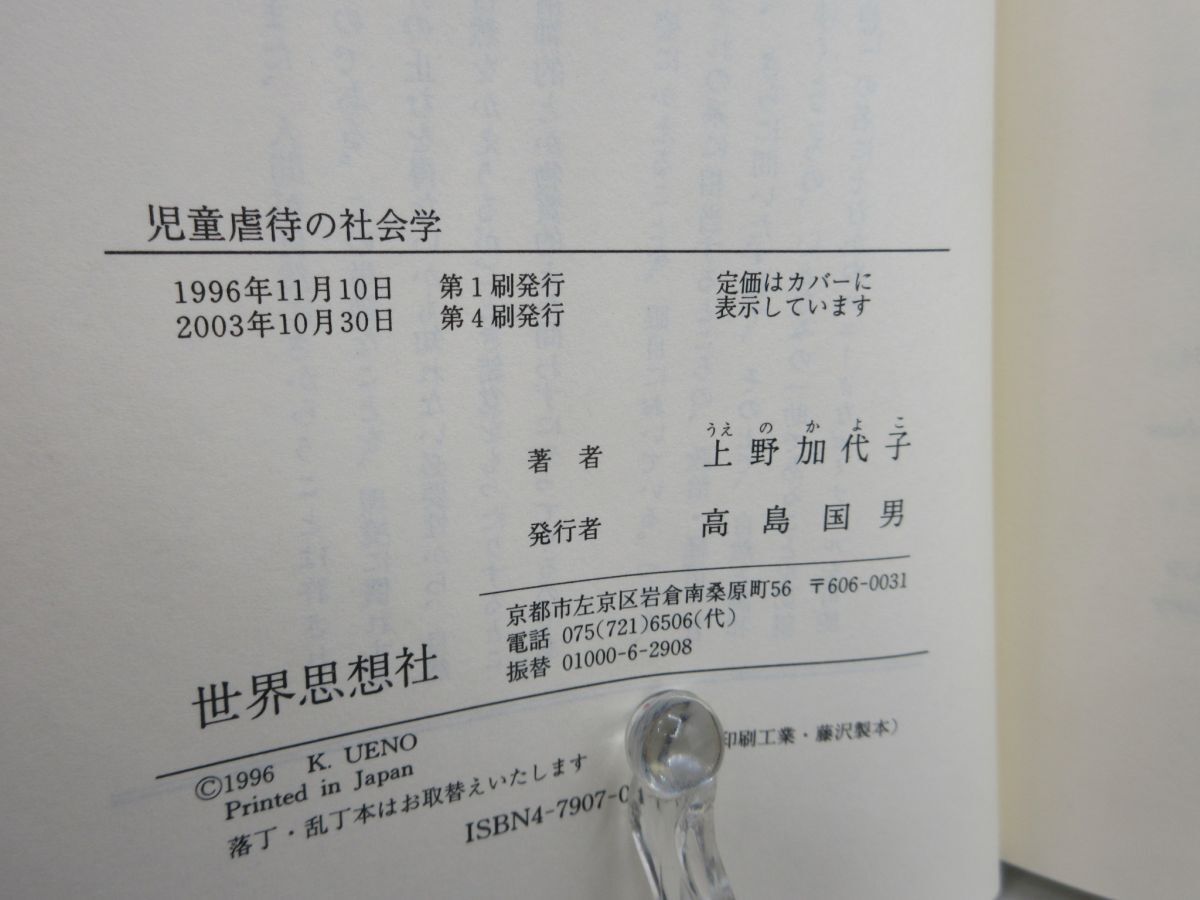 児童虐待の社会学
1996年11月10日 第1刷発行 定価はカバーに
2003年10月30日 第4刷発行 表示しています
うえ の か よ こ
著 者 上野加代子
発行者 高島国男
京都市左京区岩倉南桑原町56 〒606-0031
電話 075(721)6506(代)
振替 01000-6-2908
世界思想社
©1996 K. UENO
印刷工業・藤沢製本)
Printed in Japan
落丁・乱丁本はお取替えいたします
ISBN4-7907-0